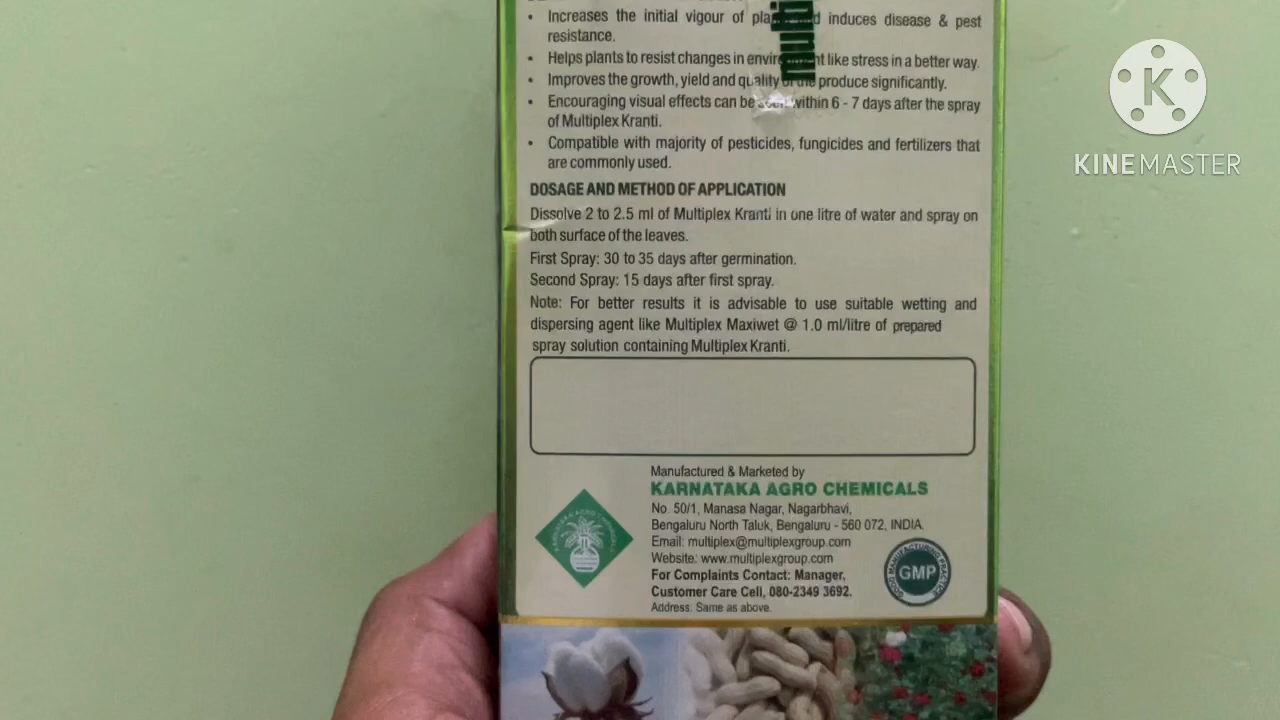 • Increases the initial vigour of induces disease & pest
resistance.
• Helps plants to resist changes in like stress in a better way.
• Improves the growth, yield and quality produce significantly.
• Encouraging visual effects can be within 6 - 7 days after the spray
of Multiplex Kranti.
• Compatible with majority of pesticides, fungicides and fertilizers that
are commonly used.
DOSAGE AND METHOD OF APPLICATION
Dissolve 2 to 2.5 ml of Multiplex Kranti in one litre of water and spray on
both surface of the leaves.
First Spray: 30 to 35 days after germination.
Second Spray: 15 days after first spray.
Note: For better results it is advisable to use suitable wetting and
dispersing agent like Multiplex Maxiwet @ 1.0 ml/litre of prepared
spray solution containing Multiplex Kranti.
Manufactured & Marketed by
KARNATAKA AGRO CHEMICALS
No. 50/1, Manasa Nagar, Nagarbhavi,
Bengaluru North Taluk, Bengaluru - 560 072, INDIA.
Email: multiplex@multiplexgroup.com
Website: www.multiplexgroup.com
For Complaints Contact: Manager,
Customer Care Cell, 080-2349 3692.
Address. Same as above.
KARNATAKA AGRO CHEMICALS
GOOD MANUFACTURING PRACTICE
GMP
K
KINEMASTER